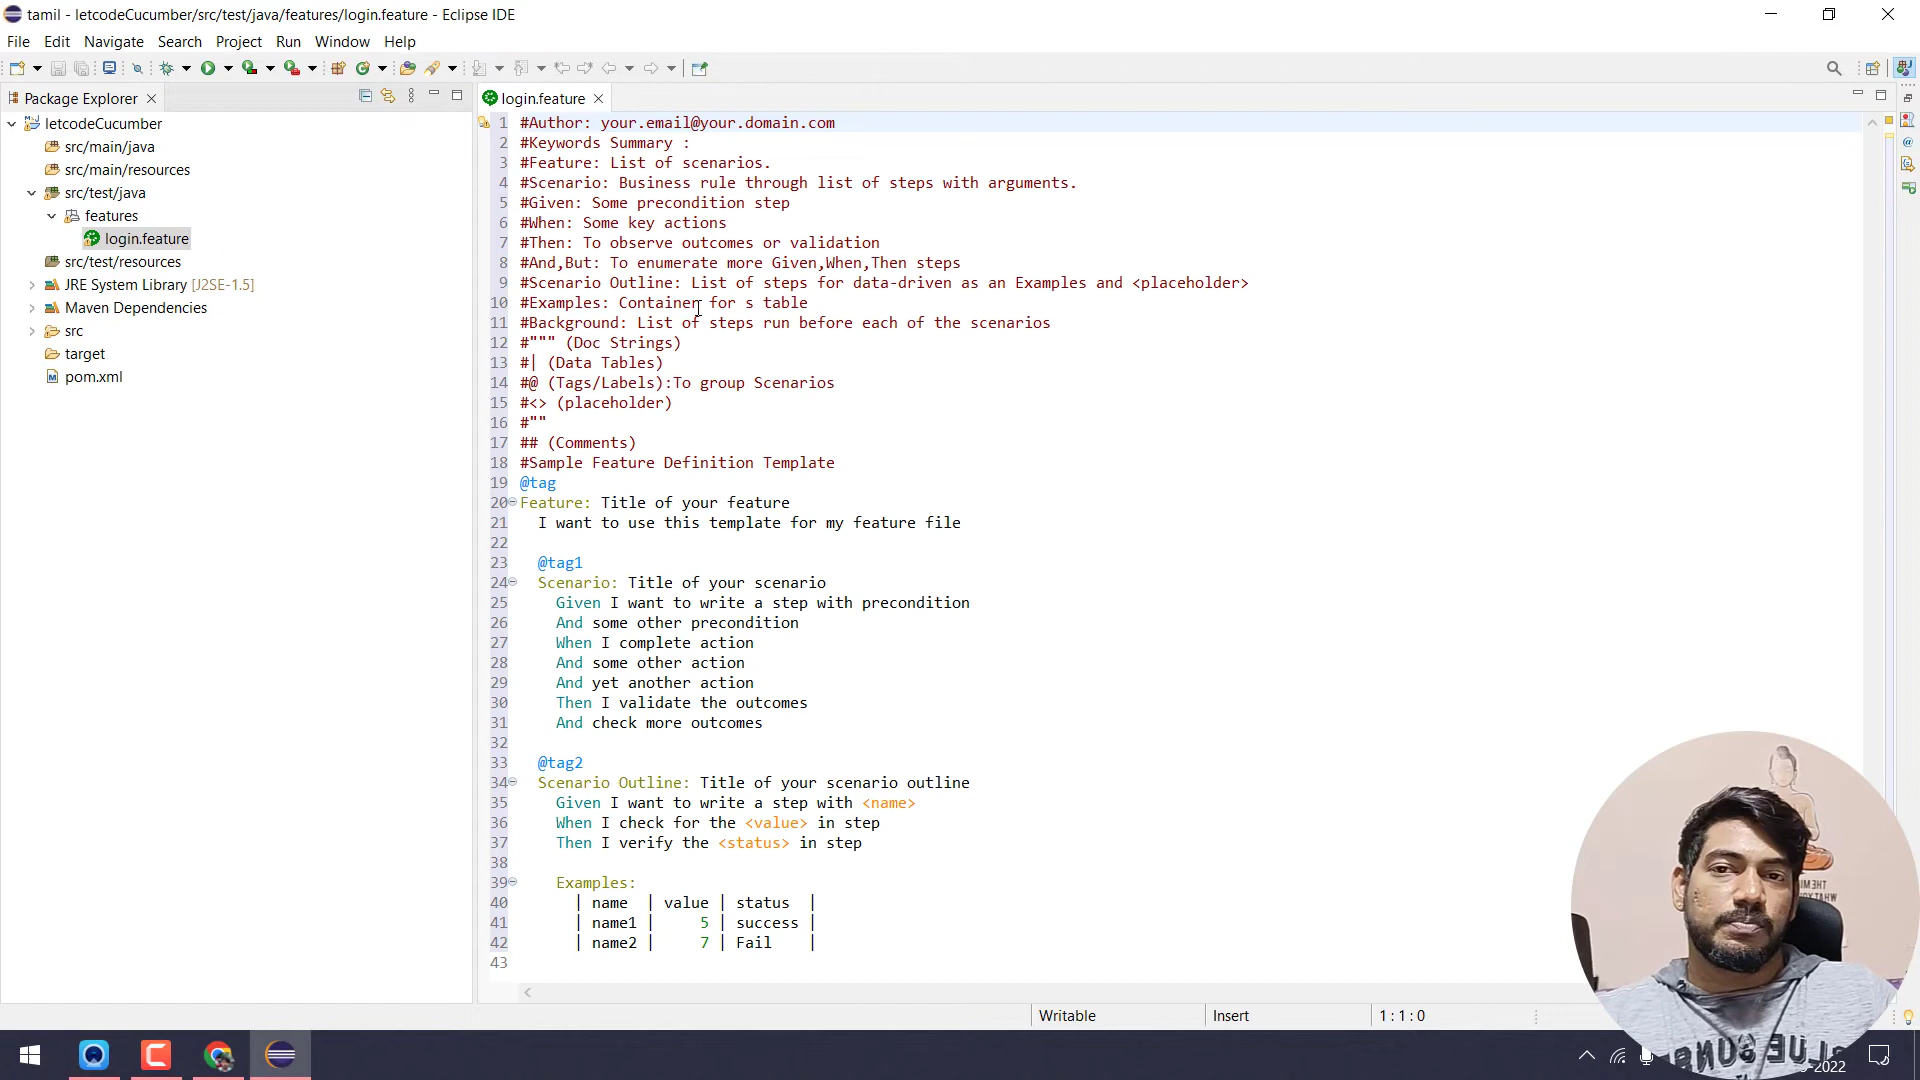 tamil - letcodeCucumber/src/test/java/features/login.feature - Eclipse IDE
File Edit Navigate Search Project Run Window Help
Package Explorer
letcodeCucumber
src/main/java
src/main/resources
src/test/java
features
login.feature
src/test/resources
JRE System Library [J2SE-1.5]
Maven Dependencies
src
target
pom.xml
login.feature
1 #Author: your.email@your.domain.com
2 #Keywords Summary :
3 #Feature: List of scenarios.
4 #Scenario: Business rule through list of steps with arguments.
5 #Given: Some precondition step
6 #When: Some key actions
7 #Then: To observe outcomes or validation
8 #And,But: To enumerate more Given,When,Then steps
9 #Scenario Outline: List of steps for data-driven as an Examples and <placeholder>
10 #Examples: Container for s table
11 #Background: List of steps run before each of the scenarios
12 #""" (Doc Strings)
13 #| (Data Tables)
14 #@ (Tags/Labels):To group Scenarios
15 #<> (placeholder)
16 #""
17 ## (Comments)
18 #Sample Feature Definition Template
19 @tag
20 Feature: Title of your feature
21 I want to use this template for my feature file
22
23 @tag1
24 Scenario: Title of your scenario
25 Given I want to write a step with precondition
26 And some other precondition
27 When I complete action
28 And some other action
29 And yet another action
30 Then I validate the outcomes
31 And check more outcomes
32
33 @tag2
34 Scenario Outline: Title of your scenario outline
35 Given I want to write a step with <name>
36 When I check for the <value> in step
37 Then I verify the <status> in step
38
39 Examples:
40 | name | value | status |
41 | name1 | 5 | success |
42 | name2 | 7 | Fail |
43
Writable Insert 1 : 1 : 0
THE MI
WHAT YO
-2022